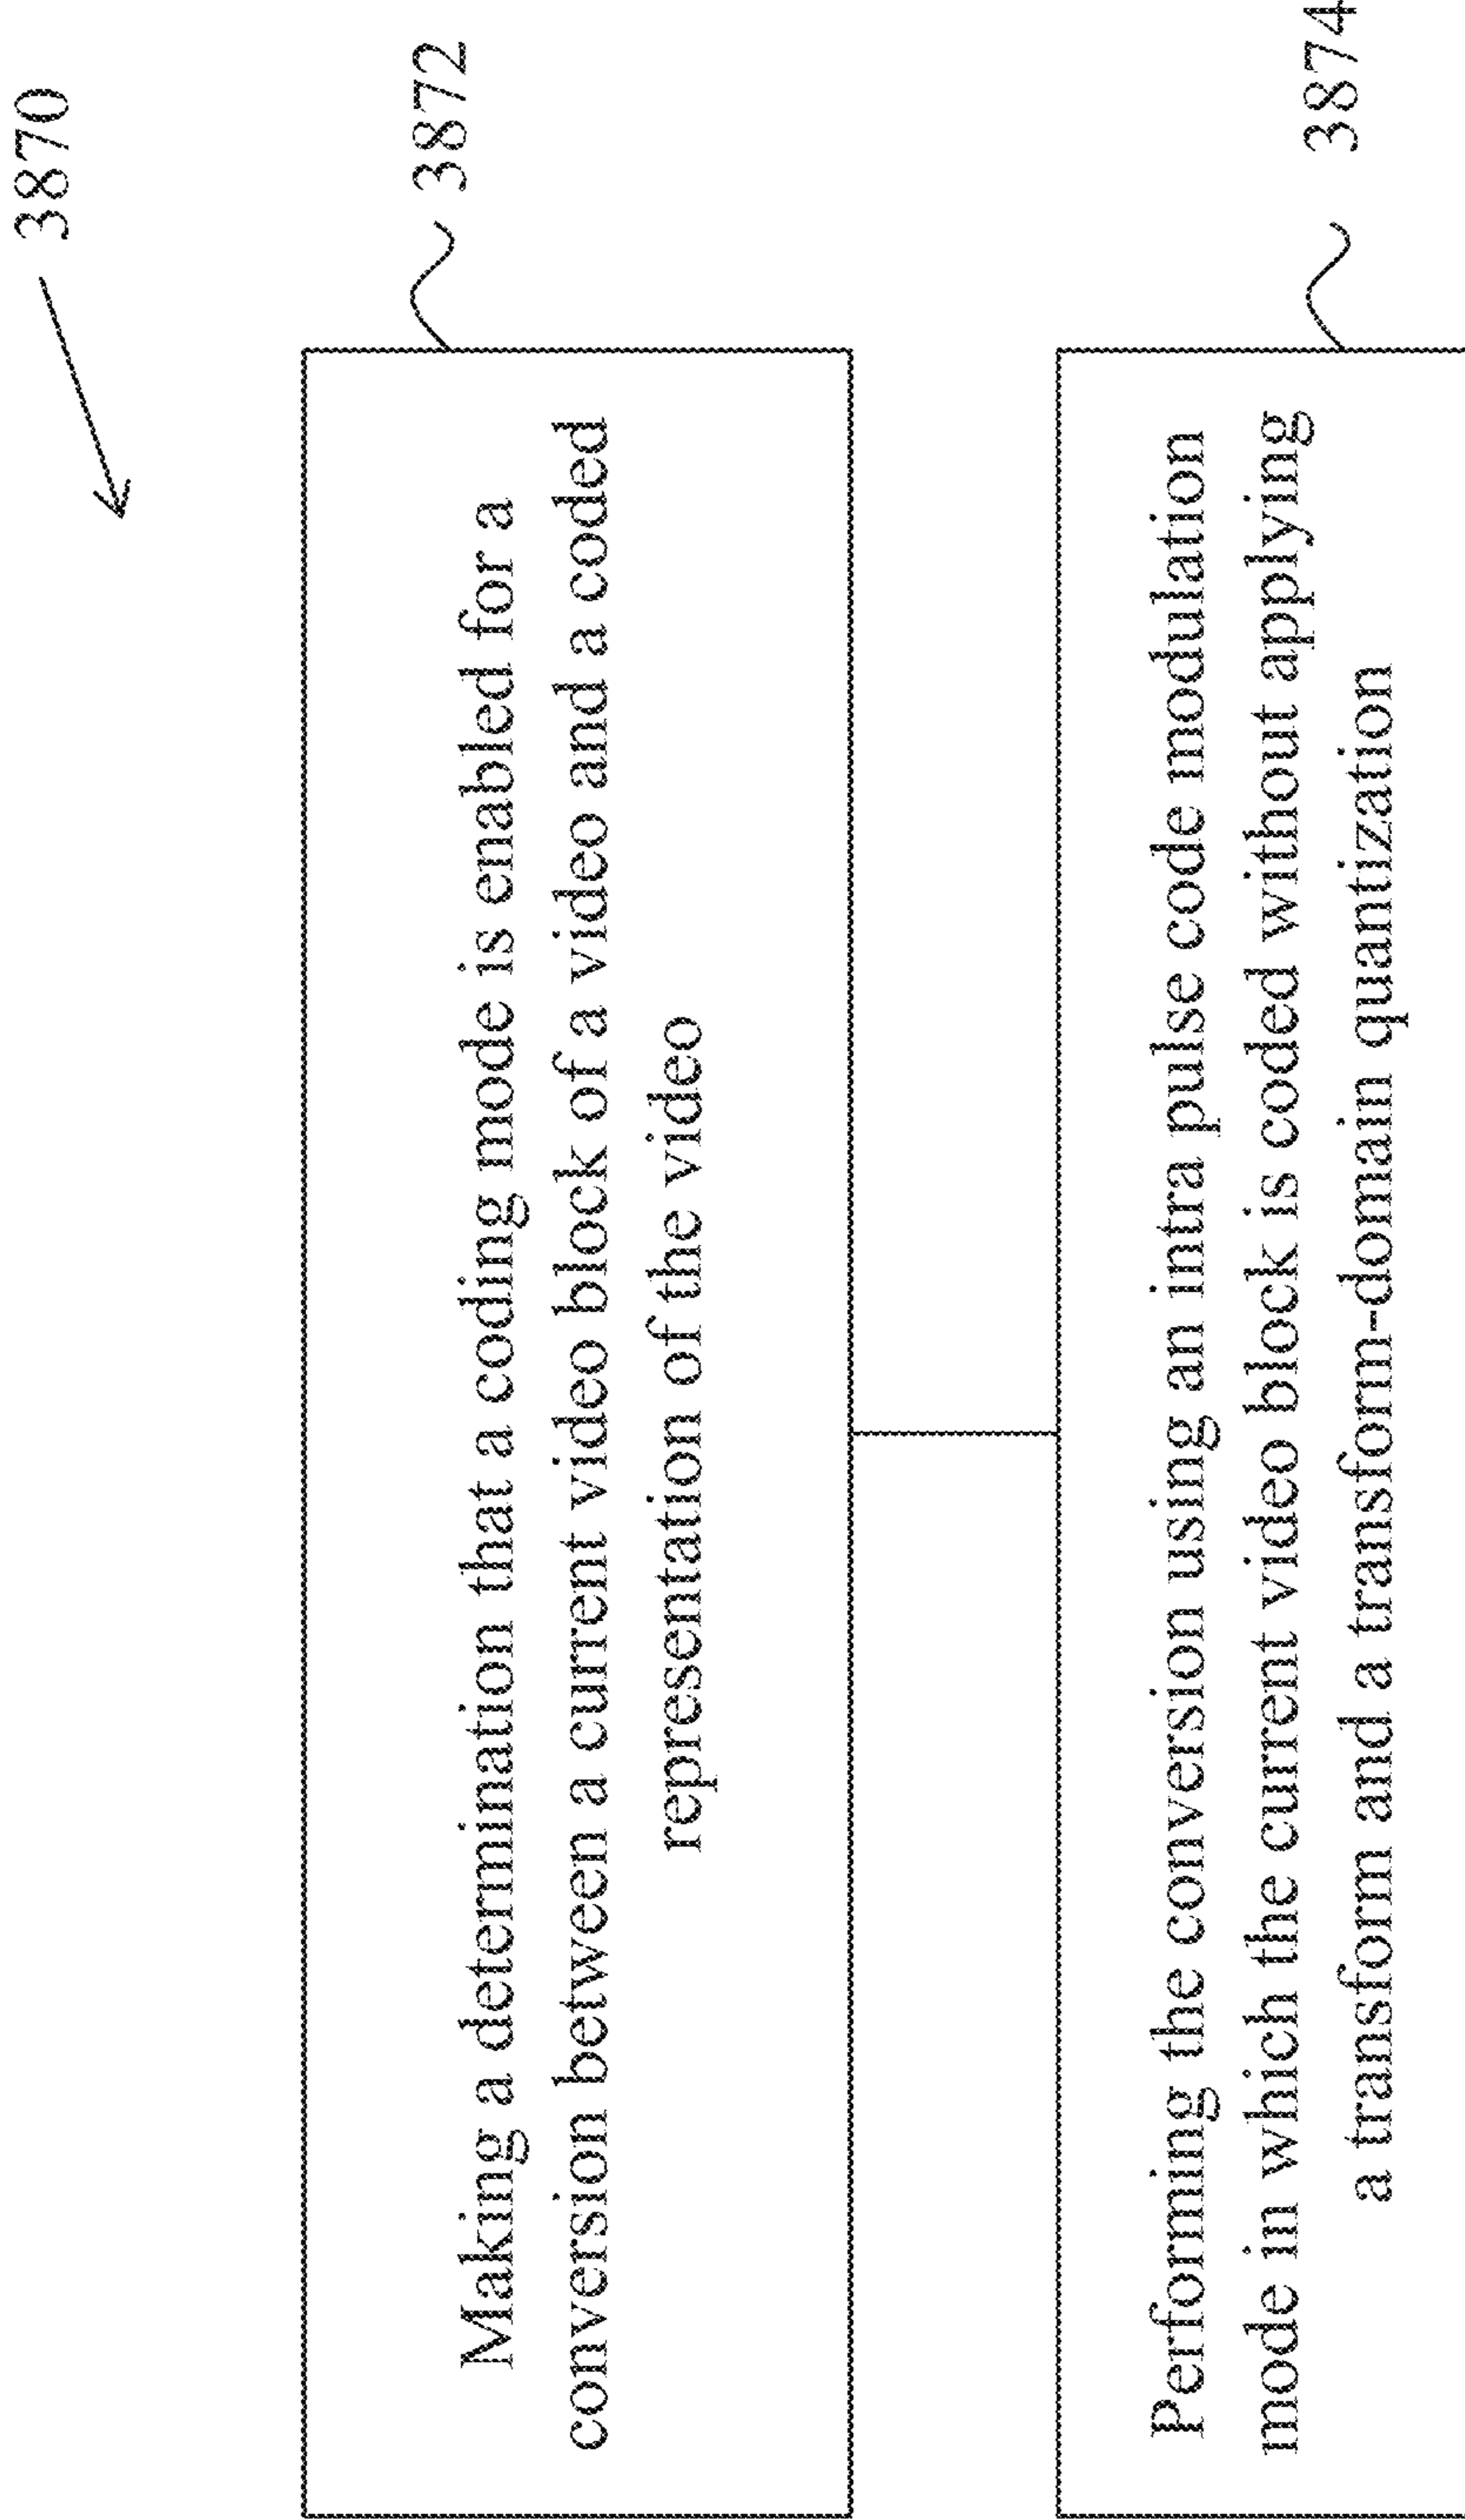 3870
3872
Making a determination that a coding mode is enabled for a
conversion between a current video block of a video and a coded
representation of the video
3874
Performing the conversion using an intra pulse code modulation
mode in which the current video block is coded without applying
a transform and a transform-domain quantization